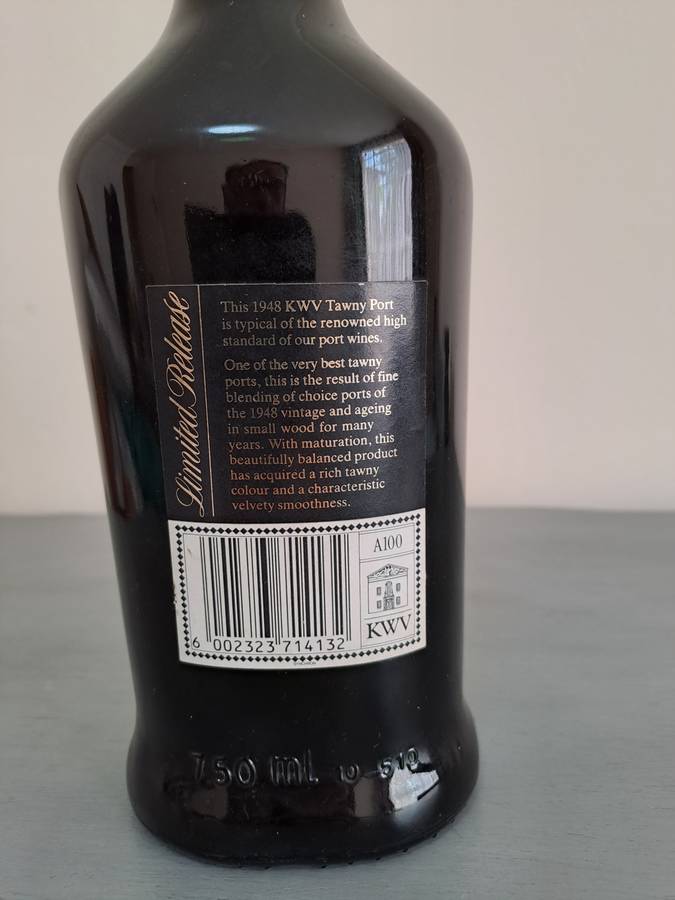 Limited Release
This 1948 KWV Tawny Port
is typical of the renowned high
standard of our port wines.
One of the very best tawny
ports, this is the result of fine
blending of choice ports of
the 1948 vintage and ageing
in small wood for many
years. With maturation, this
beautifully balanced product
has acquired a rich tawny
colour and a characteristic
velvety smoothness.
A100
KWV
6 002323 714132
750 ml 10 510